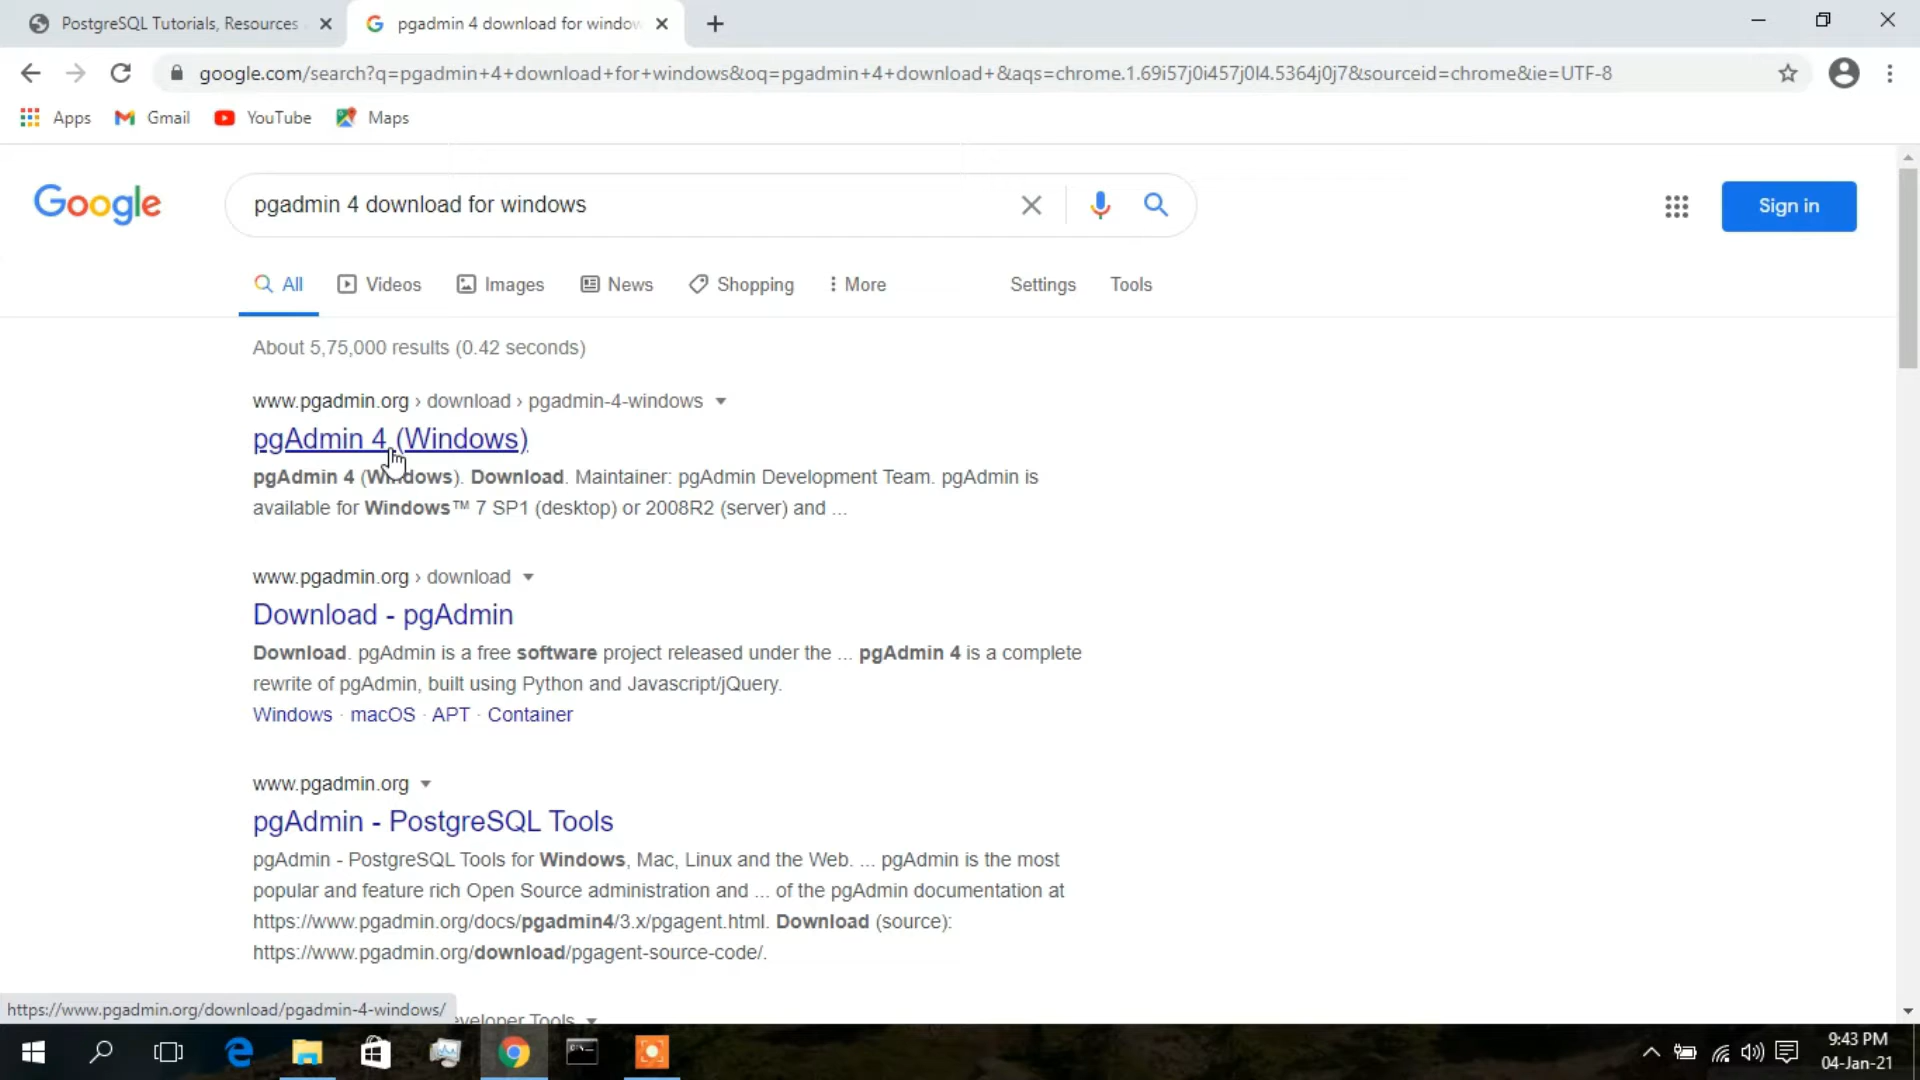 PostgreSQL Tutorials, Resources
pgadmin 4 download for window
google.com/search?q=pgadmin+4+download+for+windows&oq=pgadmin+4+download+&aqs=chrome.1.69i57j0i457j0l4.5364j0j7&sourceid=chrome&ie=UTF-8
Apps Gmail YouTube Maps
Google
pgadmin 4 download for windows
Sign in
All Videos Images News Shopping More Settings Tools
About 5,75,000 results (0.42 seconds)
www.pgadmin.org › download › pgadmin-4-windows
pgAdmin 4 (Windows)
pgAdmin 4 (Windows). Download. Maintainer: pgAdmin Development Team. pgAdmin is
available for Windows™ 7 SP1 (desktop) or 2008R2 (server) and ...
www.pgadmin.org › download
Download - pgAdmin
Download. pgAdmin is a free software project released under the ... pgAdmin 4 is a complete
rewrite of pgAdmin, built using Python and Javascript/jQuery.
Windows · macOS · APT · Container
www.pgadmin.org
pgAdmin - PostgreSQL Tools
pgAdmin - PostgreSQL Tools for Windows, Mac, Linux and the Web. ... pgAdmin is the most
popular and feature rich Open Source administration and ... of the pgAdmin documentation at
https://www.pgadmin.org/docs/pgadmin4/3.x/pgagent.html. Download (source):
https://www.pgadmin.org/download/pgagent-source-code/.
https://www.pgadmin.org/download/pgadmin-4-windows/
eveloper Tools
9:43 PM
04-Jan-21